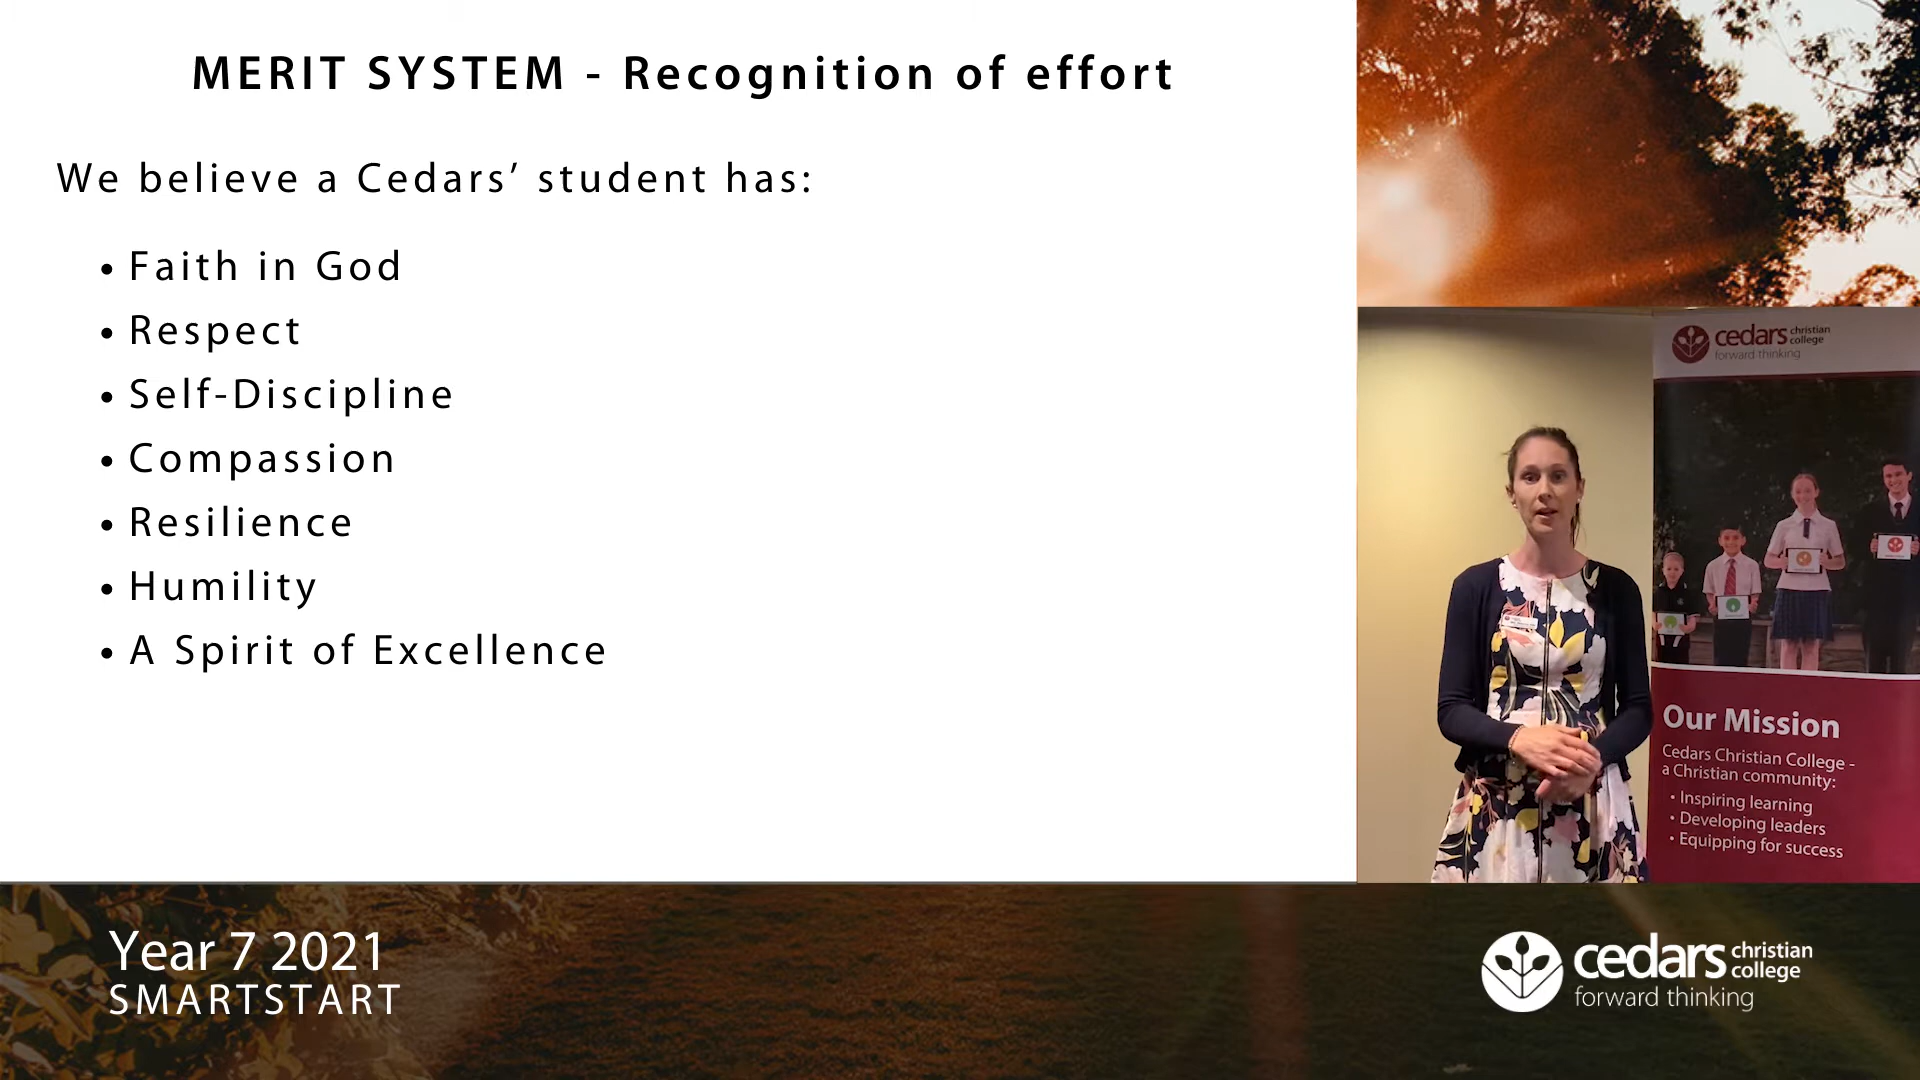 MERIT SYSTEM - Recognition of effort
We believe a Cedars’ student has:
• Faith in God
• Respect
• Self-Discipline
• Compassion
• Resilience
• Humility
• A Spirit of Excellence
cedars christian college
forward thinking
Our Mission
Cedars Christian College -
a Christian community:
• Inspiring learning
• Developing leaders
• Equipping for success
Year 7 2021
SMARTSTART
cedars christian college
forward thinking